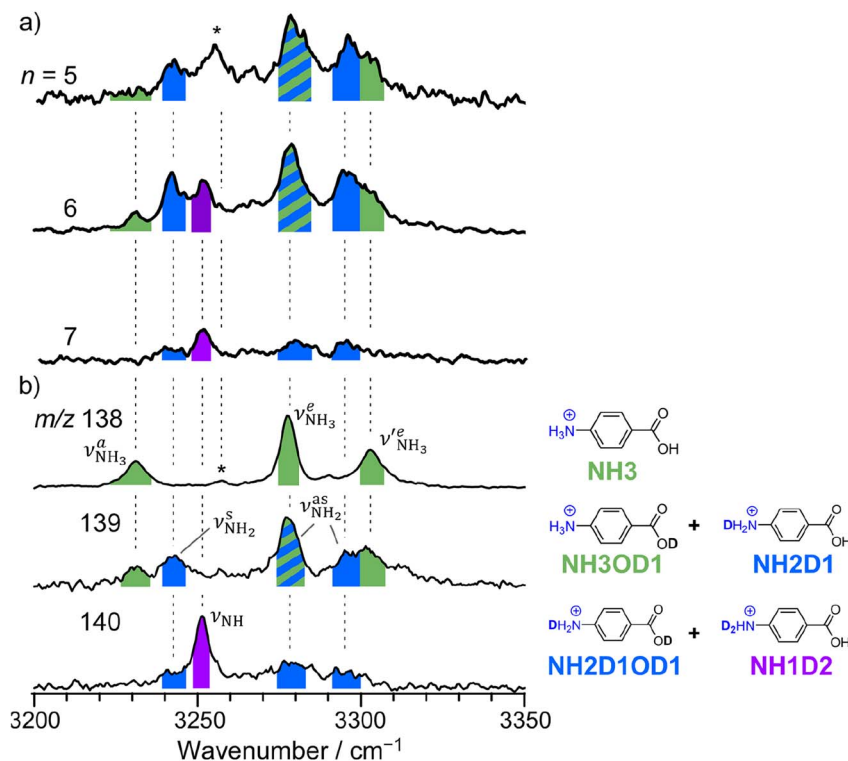 a)
*
n = 5
6
7
b)
m/z 138
ν^a_NH3
*
ν^e_NH3
ν′^e_NH3
139
ν^s_NH2
ν^as_NH2
140
ν_NH
3200 3250 3300 3350
Wavenumber / cm⁻¹
⊕
H₃N
O
OH
NH3
⊕
H₃N
O
OD
NH3OD1
+
⊕
DH₂N
O
OH
NH2D1
⊕
DH₂N
O
OD
NH2D1OD1
+
⊕
D₂HN
O
OH
NH1D2